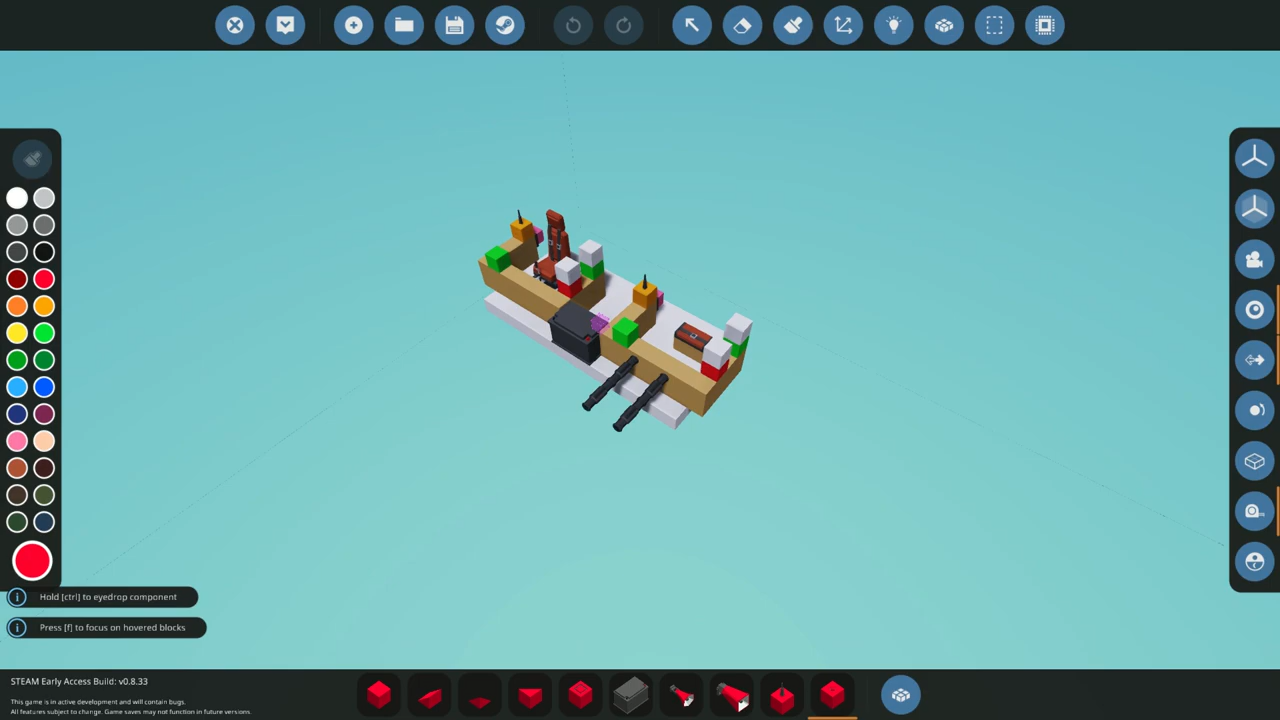 Hold [ctrl] to eyedrop component
Press [f] to focus on hovered blocks
STEAM Early Access Build: v0.8.33
This game is in active development and will contain bugs.
All features subject to change. Game saves may not function in future versions.